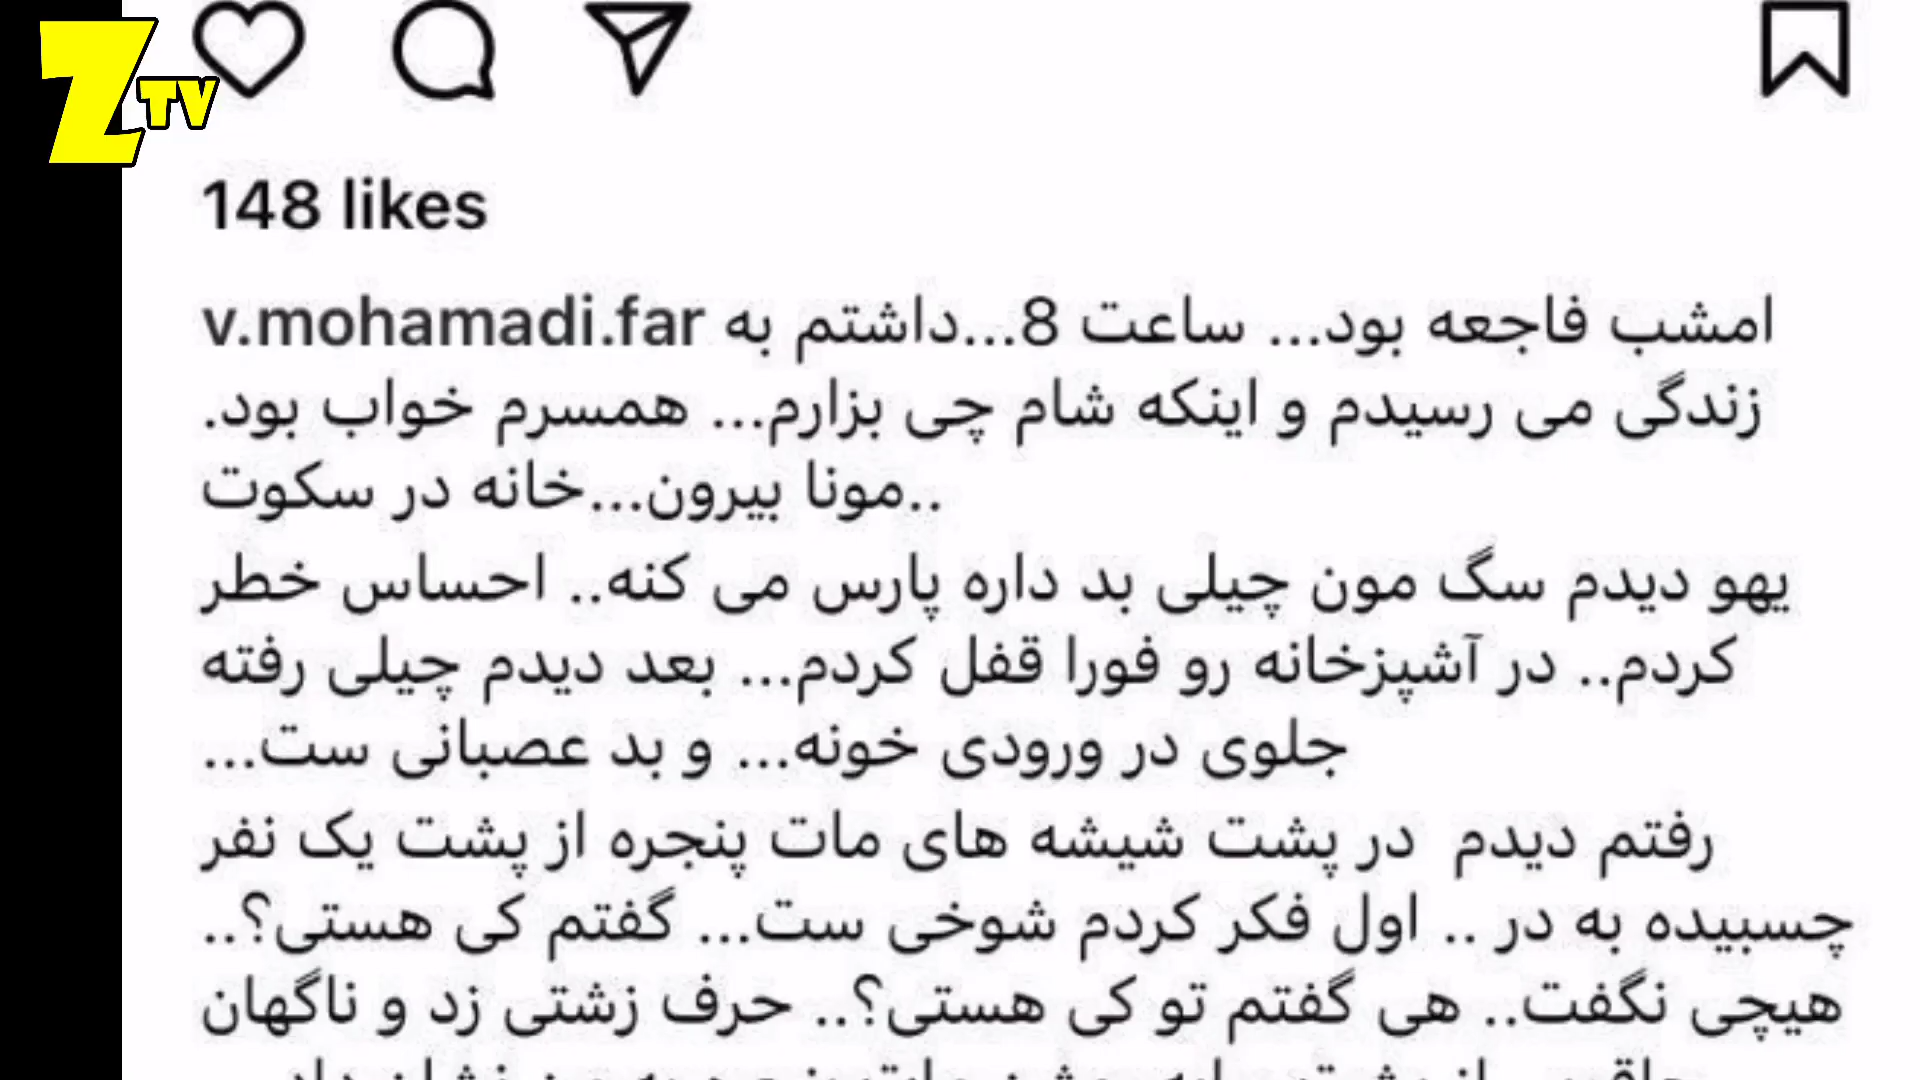 Z TV
148 likes
v.mohamadi.far امشب فاجعه بود... ساعت 8...داشتم به
زندگی می رسیدم و اینکه شام چی بزارم... همسرم خواب بود.
..مونا بیرون...خانه در سکوت
یهو دیدم سگ مون چیلی بد داره پارس می کنه.. احساس خطر
کردم.. در آشپزخانه رو فورا قفل کردم... بعد دیدم چیلی رفته
جلوی در ورودی خونه... و بد عصبانی ست...
رفتم دیدم در پشت شیشه های مات پنجره از پشت یک نفر
چسبیده به در .. اول فکر کردم شوخی ست... گفتم کی هستی؟..
هیچی نگفت.. هی گفتم تو کی هستی؟.. حرف زشتی زد و ناگهان